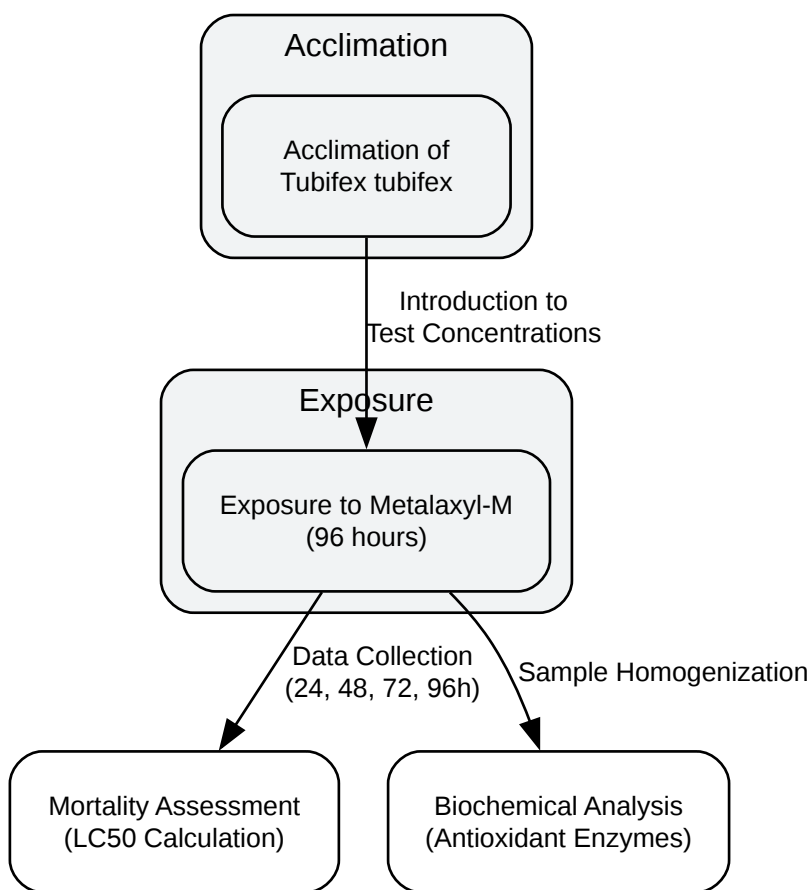 Acclimation
Acclimation of
Tubifex tubifex
Introduction to
Test Concentrations
Exposure
Exposure to Metalaxyl-M
(96 hours)
Data Collection
(24, 48, 72, 96h)
Sample Homogenization
Mortality Assessment
(LC50 Calculation)
Biochemical Analysis
(Antioxidant Enzymes)